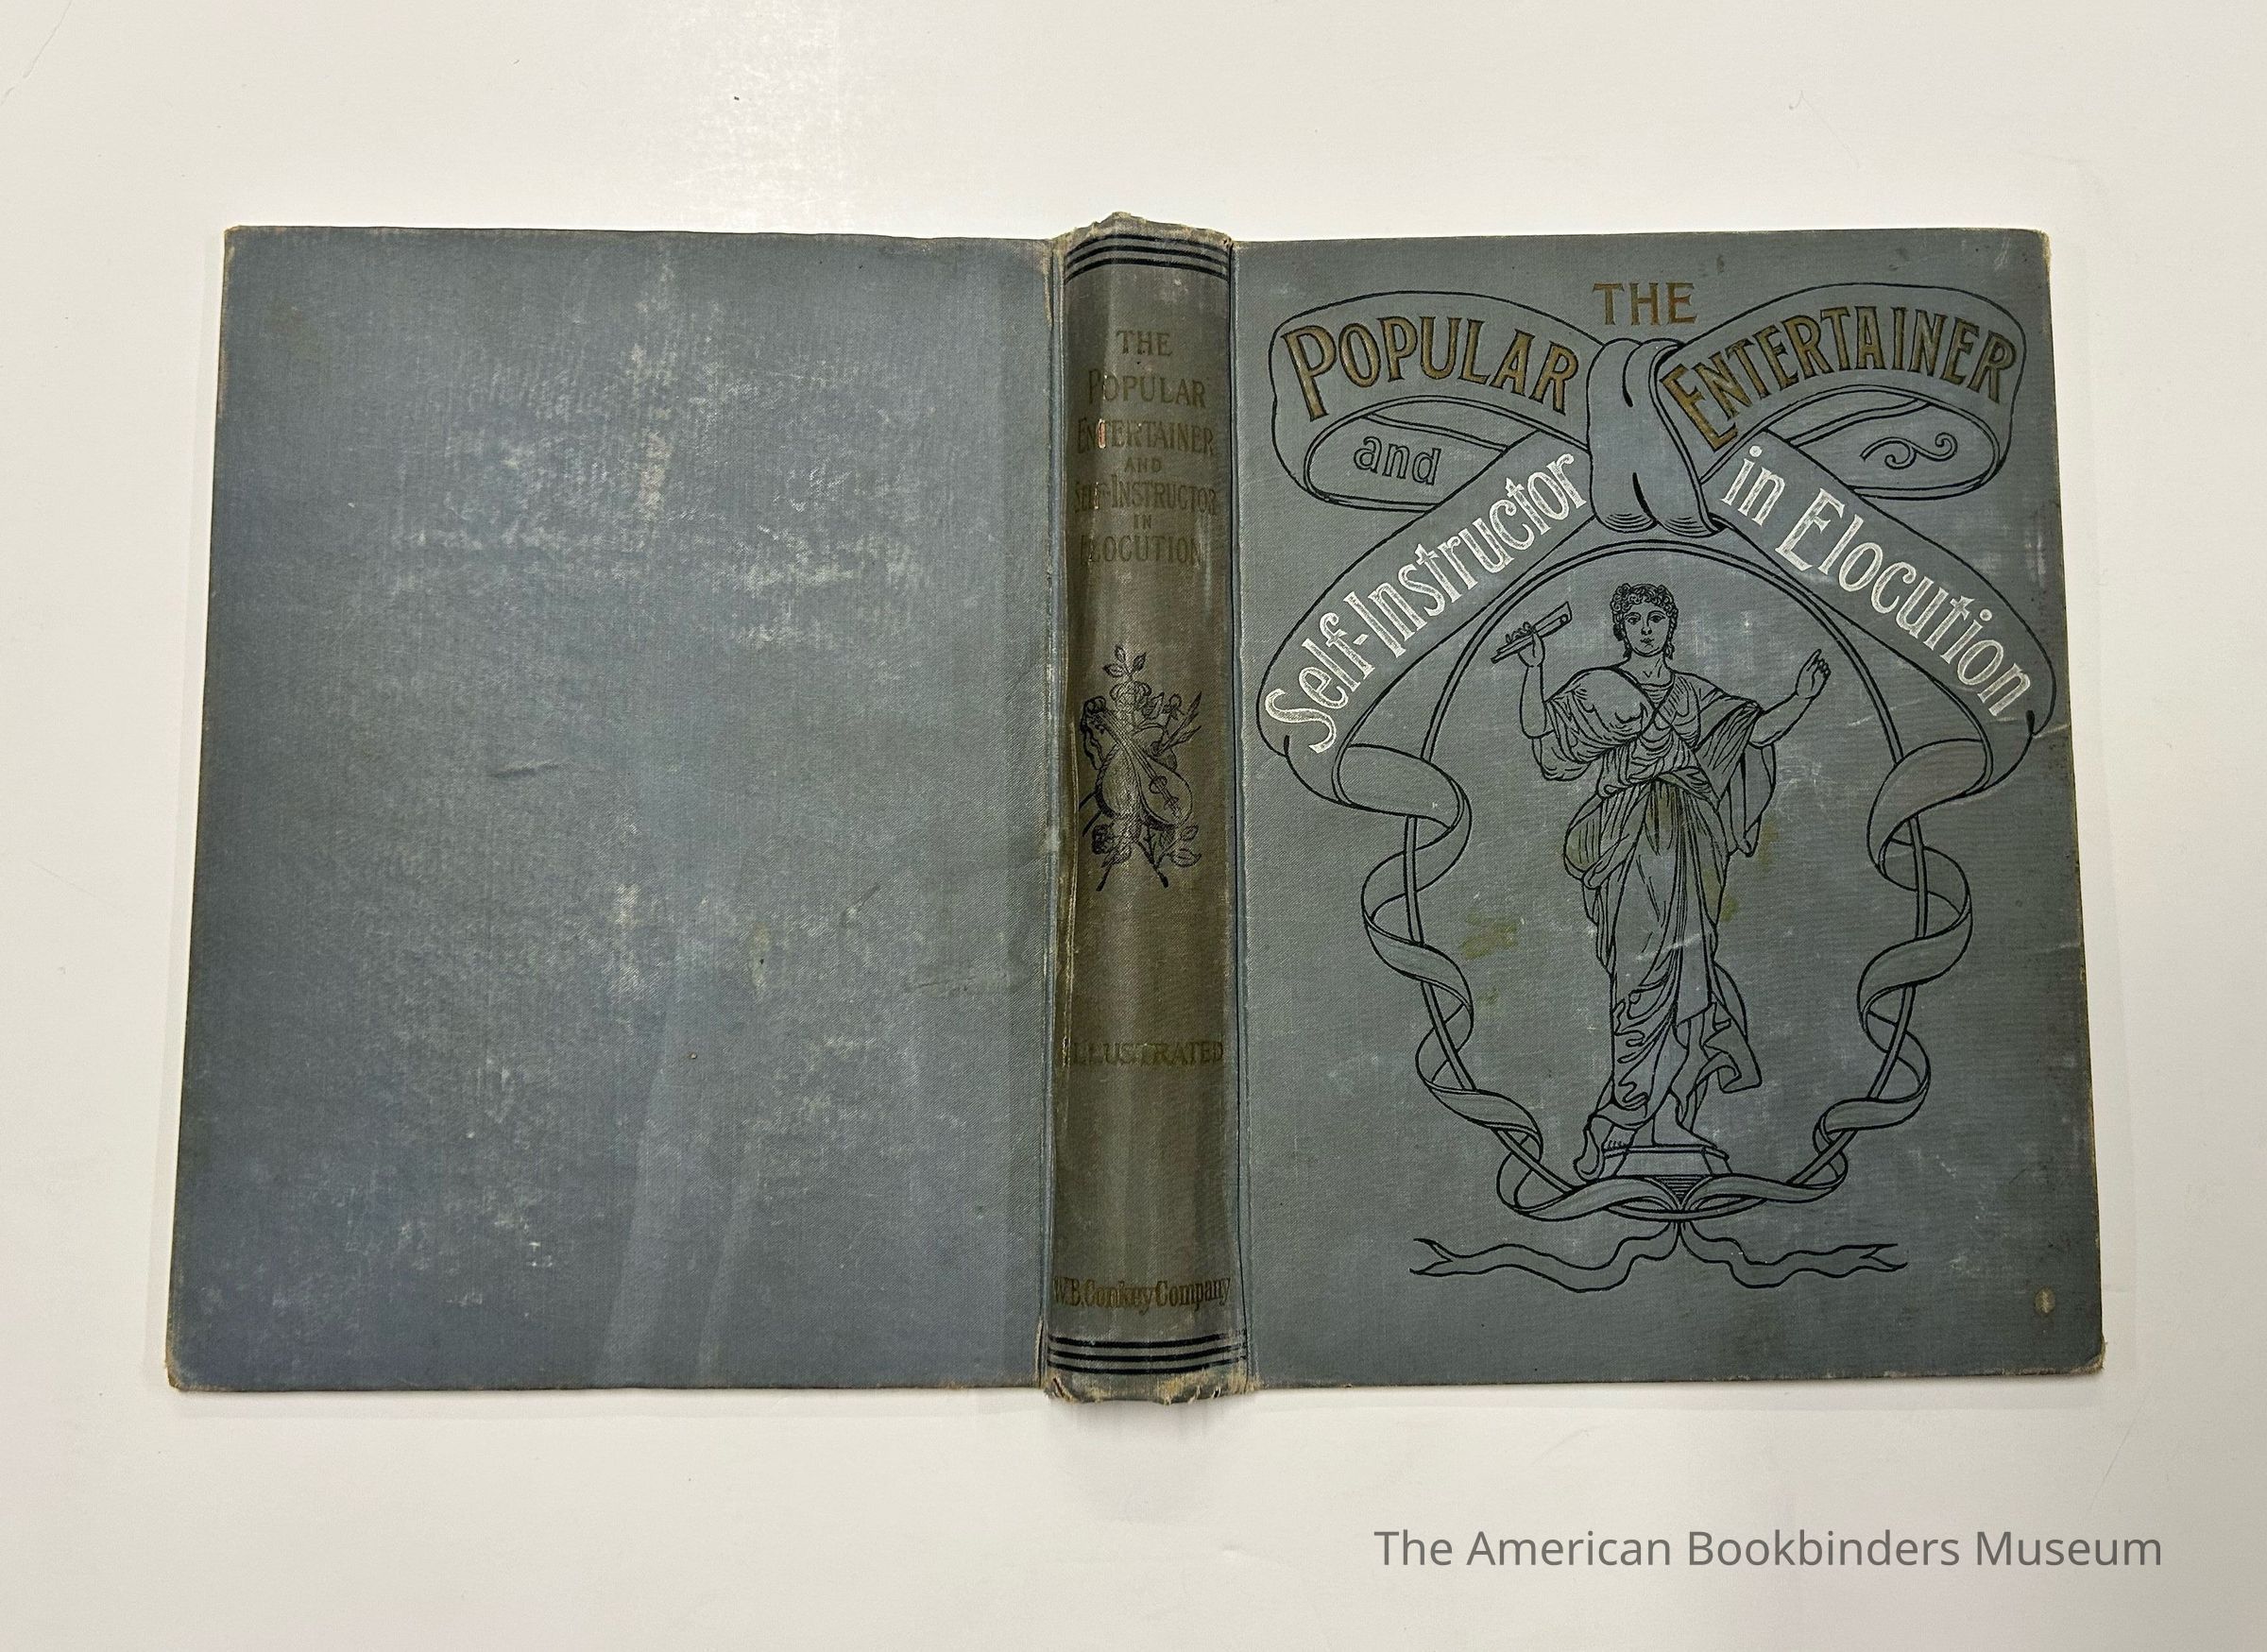 THE
POPULAR
ENTERTAINER
AND
SELF-INSTRUCTOR
IN
ELOCUTION
ILLUSTRATED
W.B. Conkey Company
THE
POPULAR ENTERTAINER
and
Self-Instructor in Elocution
The American Bookbinders Museum